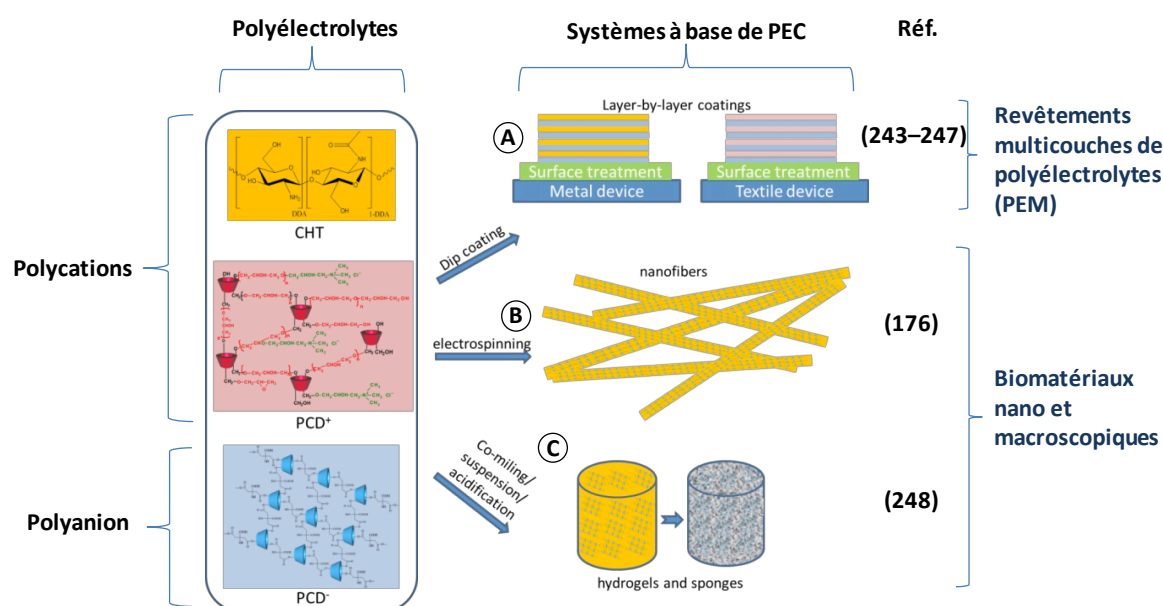 Polyélectrolytes
Systèmes à base de PEC
Réf.
Polycations
Polyanion
CHT
DDA
1-DDA
PCD⁺
PCD⁻
Dip coating
electrospinning
Co-miling/
suspension/
acidification
A
Layer-by-layer coatings
Surface treatment
Metal device
Surface treatment
Textile device
B
nanofibers
C
hydrogels and sponges
(243–247)
(176)
(248)
Revêtements
multicouches de
polyélectrolytes
(PEM)
Biomatériaux
nano et
macroscopiques